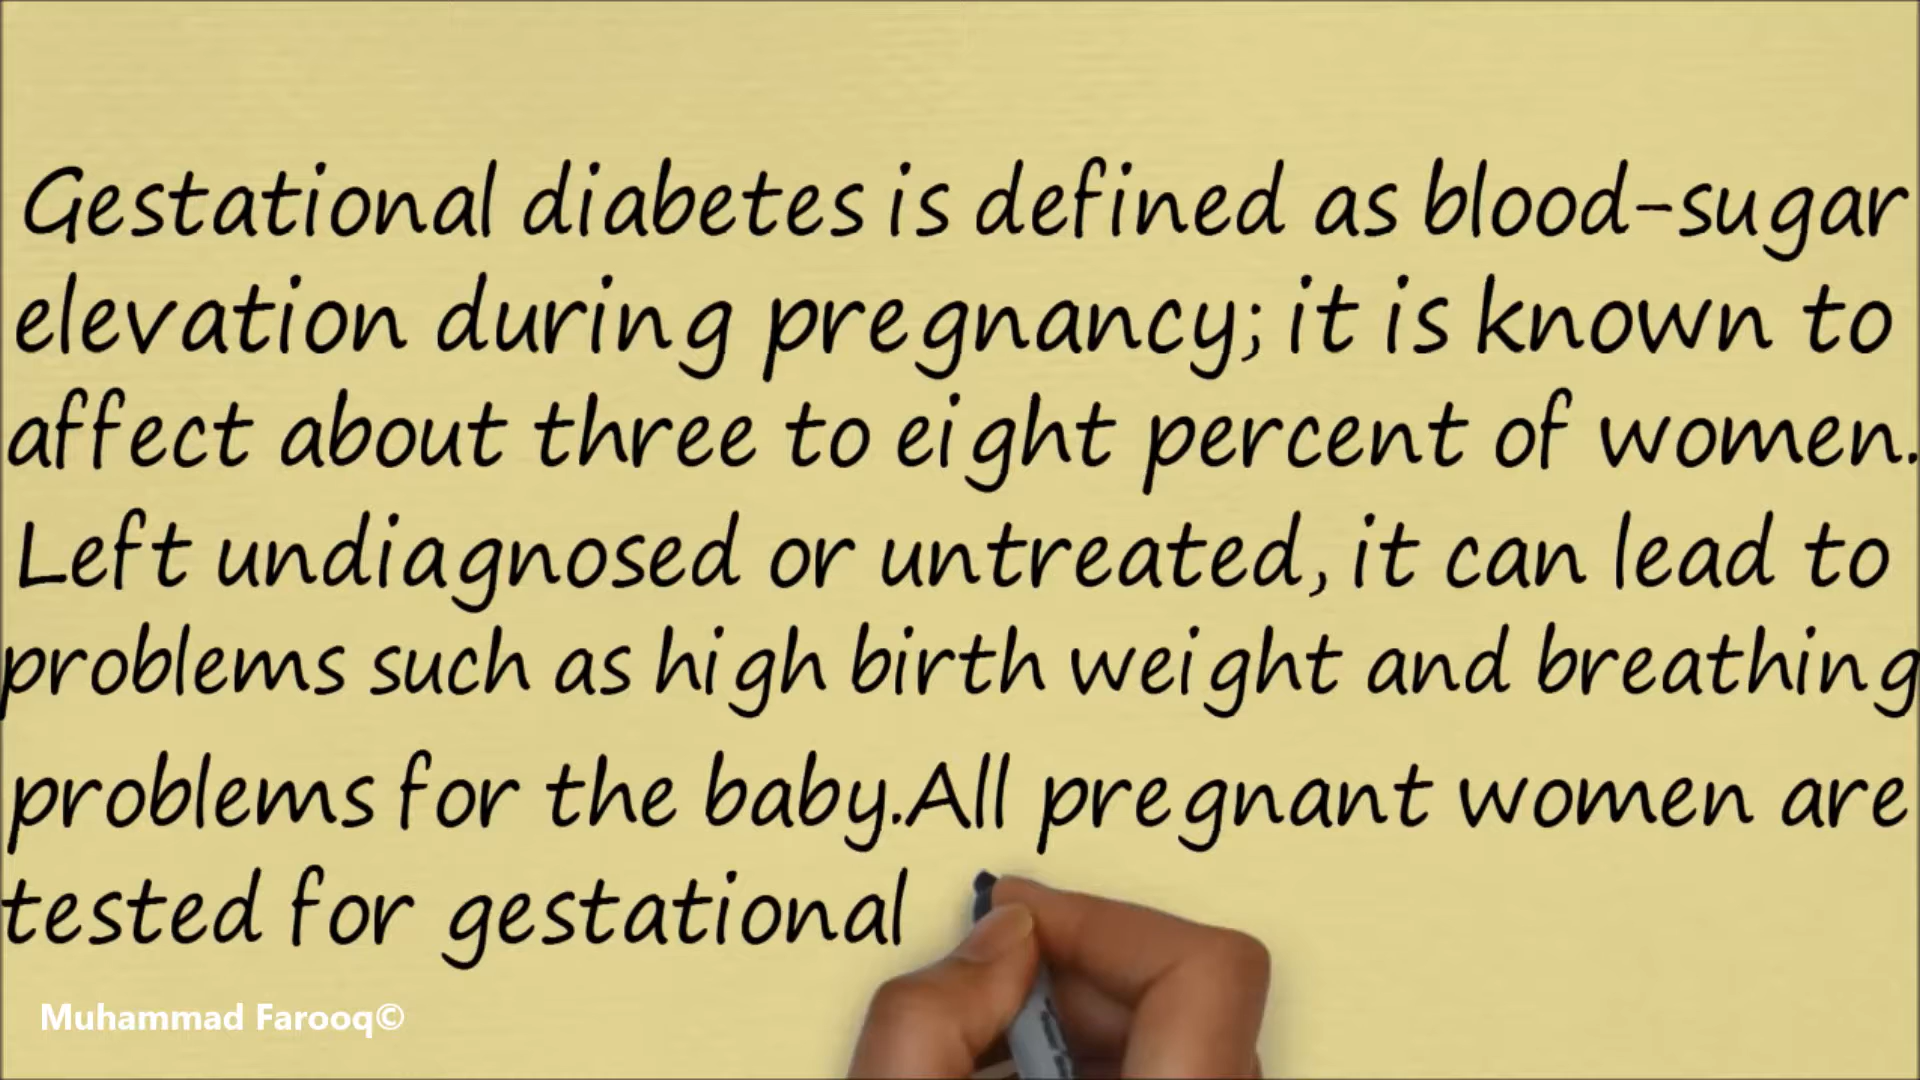 Gestational diabetes is defined as blood-sugar
elevation during pregnancy; it is known to
affect about three to eight percent of women.
Left undiagnosed or untreated, it can lead to
problems such as high birth weight and breathing
problems for the baby.All pregnant women are
tested for gestational
Muhammad Farooq©